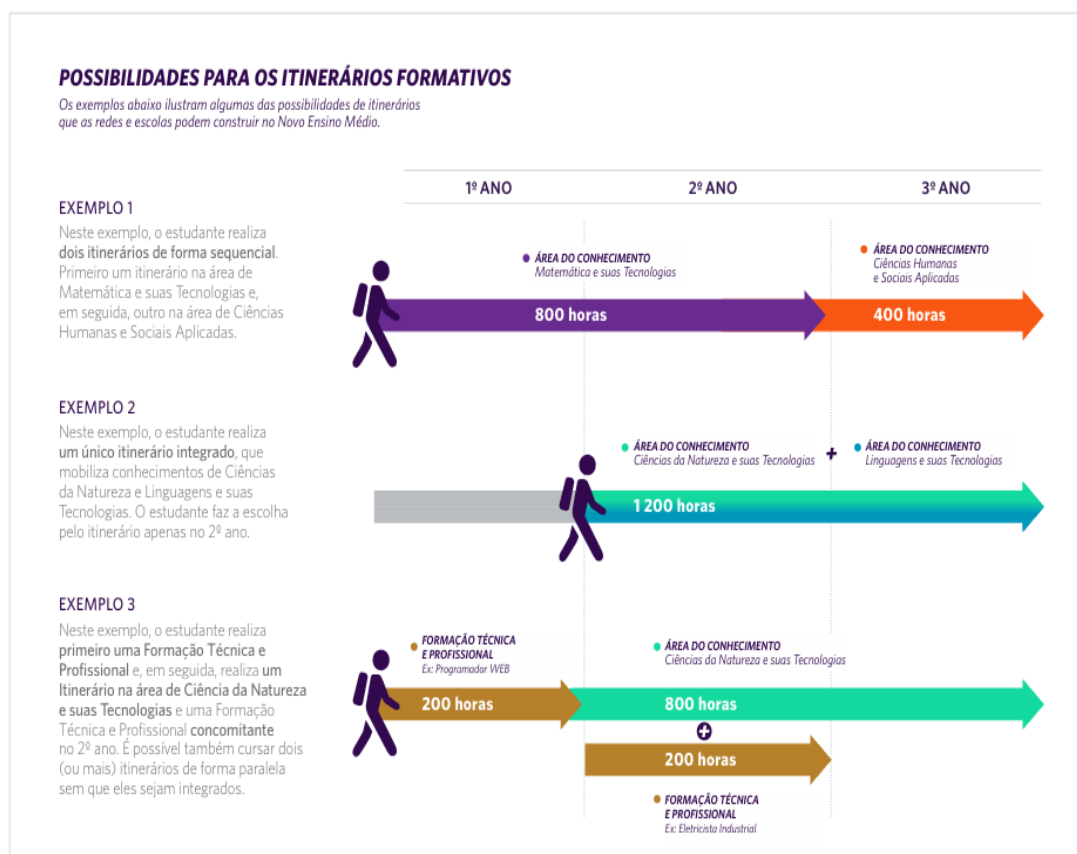 POSSIBILIDADES PARA OS ITINERÁRIOS FORMATIVOS
Os exemplos abaixo ilustram algumas das possibilidades de itinerários
que as redes e escolas podem construir no Novo Ensino Médio.
1º ANO
2º ANO
3º ANO
EXEMPLO 1
Neste exemplo, o estudante realiza
dois itinerários de forma sequencial.
Primeiro um itinerário na área de
Matemática e suas Tecnologias e,
em seguida, outro na área de Ciências
Humanas e Sociais Aplicadas.
ÁREA DO CONHECIMENTO
Matemática e suas Tecnologias
800 horas
ÁREA DO CONHECIMENTO
Ciências Humanas
e Sociais Aplicadas
400 horas
EXEMPLO 2
Neste exemplo, o estudante realiza
um único itinerário integrado, que
mobiliza conhecimentos de Ciências
da Natureza e Linguagens e suas
Tecnologias. O estudante faz a escolha
pelo itinerário apenas no 2º ano.
ÁREA DO CONHECIMENTO
Ciências da Natureza e suas Tecnologias
+
ÁREA DO CONHECIMENTO
Linguagens e suas Tecnologias
1 200 horas
EXEMPLO 3
Neste exemplo, o estudante realiza
primeiro uma Formação Técnica e
Profissional e, em seguida, realiza um
Itinerário na área de Ciência da Natureza
e suas Tecnologias e uma Formação
Técnica e Profissional concomitante
no 2º ano. É possível também cursar dois
(ou mais) itinerários de forma paralela
sem que eles sejam integrados.
FORMAÇÃO TÉCNICA
E PROFISSIONAL
Ex: Programador WEB
200 horas
ÁREA DO CONHECIMENTO
Ciências da Natureza e suas Tecnologias
800 horas
+
200 horas
FORMAÇÃO TÉCNICA
E PROFISSIONAL
Ex: Eletricista Industrial